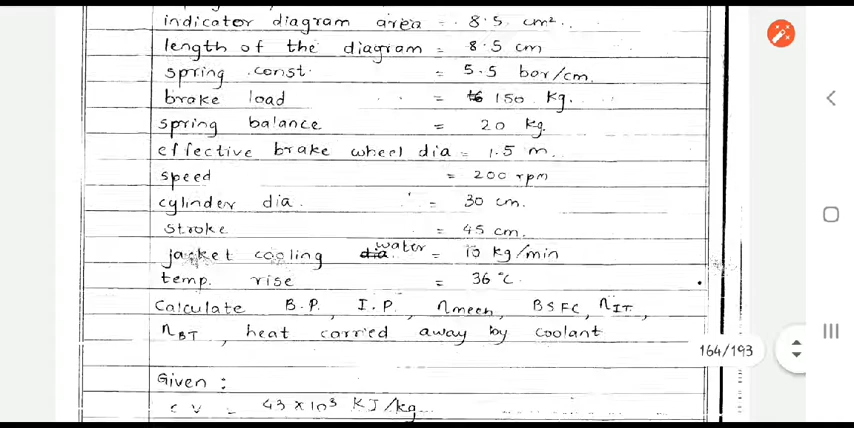 indicator diagram area = 8.5 cm².
length of the diagram = 8.5 cm
spring const. = 5.5 bar/cm.
brake load = 150 kg.
spring balance = 20 kg.
effective brake wheel dia = 1.5 m.
speed = 200 rpm
cylinder dia. = 30 cm.
stroke = 45 cm.
jacket cooling water = 10 kg/min
temp. rise = 36 °C.
Calculate B.P., I.P., ηmech, BSFC, ηIT,
ηBT, heat carried away by coolant
164/193
Given :
CV = 43 × 10³ KJ/kg.